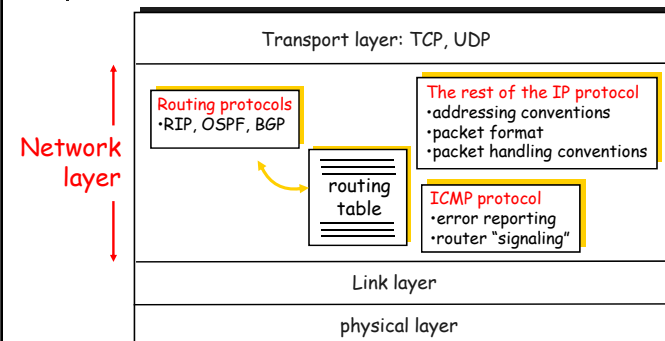 Transport layer: TCP, UDP
Network
layer
Routing protocols
•RIP, OSPF, BGP
routing
table
The rest of the IP protocol
•addressing conventions
•packet format
•packet handling conventions
ICMP protocol
•error reporting
•router “signaling”
Link layer
physical layer